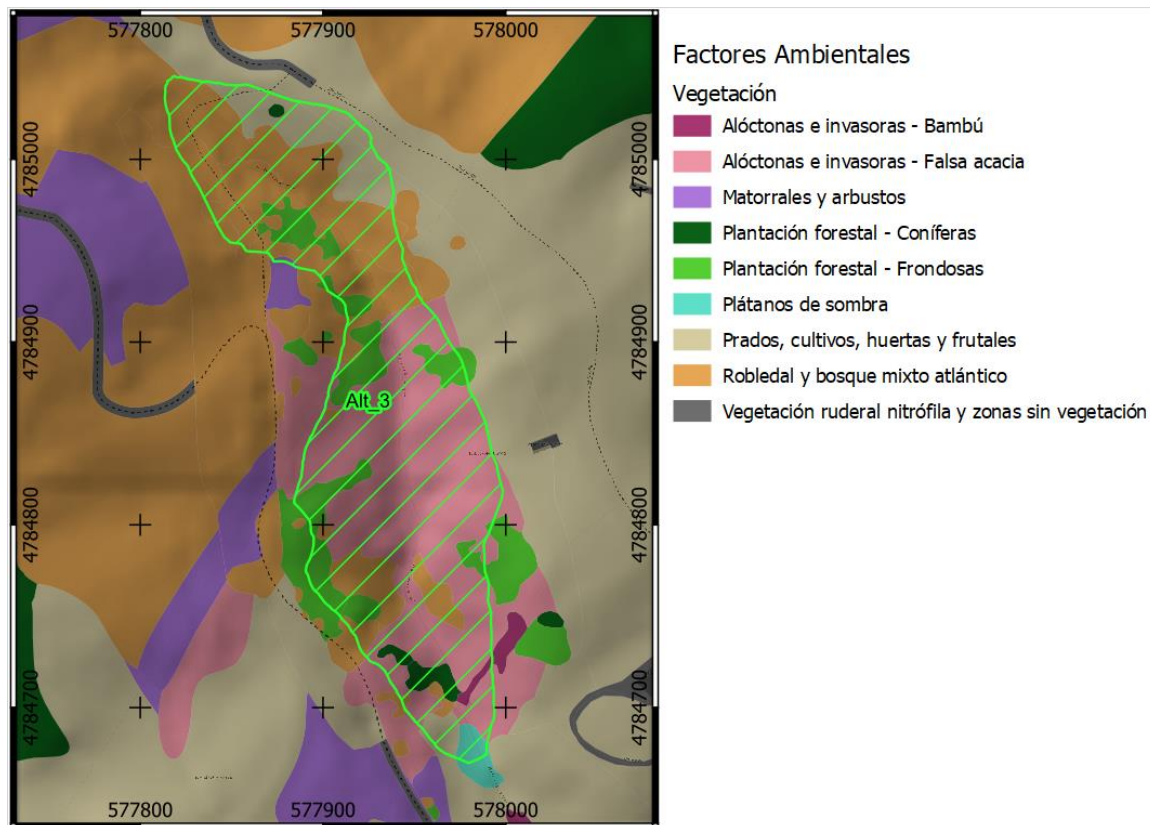 577800
577900
578000
4785000
4785000
4784900
4784900
Alt_3
4784800
4784800
4784700
4784700
577800
577900
578000
Factores Ambientales
Vegetación
Alóctonas e invasoras - Bambú
Alóctonas e invasoras - Falsa acacia
Matorrales y arbustos
Plantación forestal - Coníferas
Plantación forestal - Frondosas
Plátanos de sombra
Prados, cultivos, huertas y frutales
Robledal y bosque mixto atlántico
Vegetación ruderal nitrófila y zonas sin vegetación